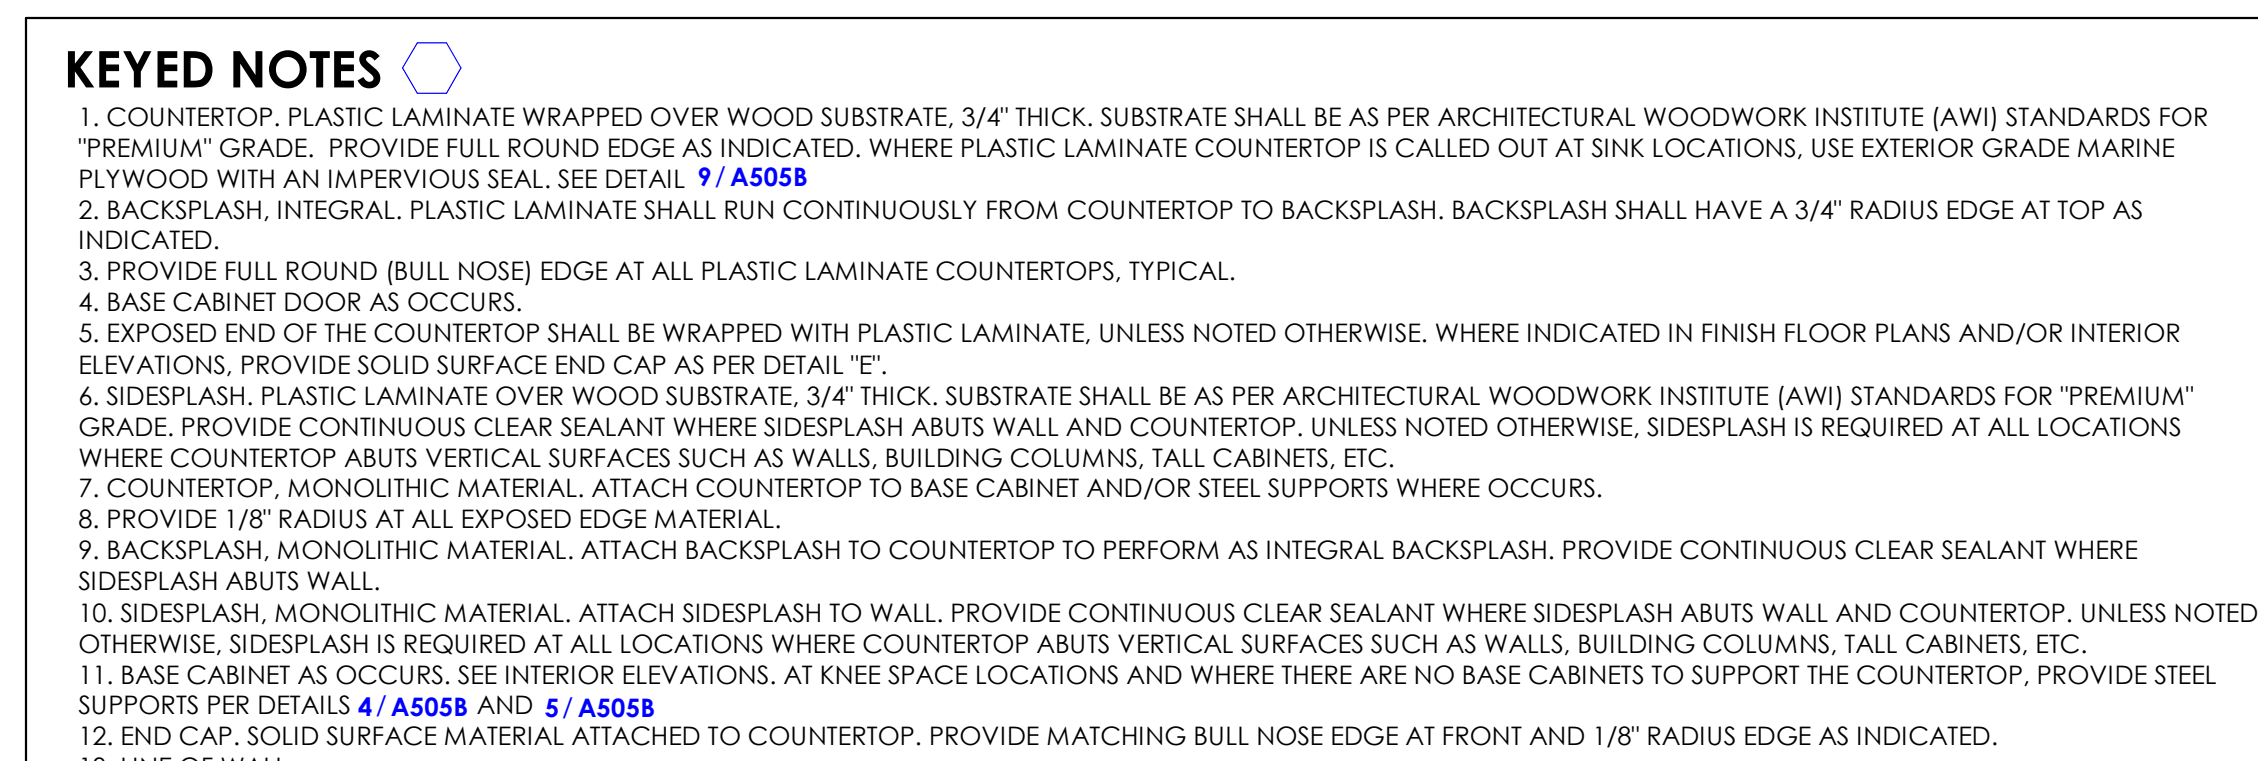 KEYED NOTES
1. COUNTERTOP. PLASTIC LAMINATE WRAPPED OVER WOOD SUBSTRATE, 3/4" THICK. SUBSTRATE SHALL BE AS PER ARCHITECTURAL WOODWORK INSTITUTE (AWI) STANDARDS FOR
"PREMIUM" GRADE. PROVIDE FULL ROUND EDGE AS INDICATED. WHERE PLASTIC LAMINATE COUNTERTOP IS CALLED OUT AT SINK LOCATIONS, USE EXTERIOR GRADE MARINE
PLYWOOD WITH AN IMPERVIOUS SEAL. SEE DETAIL 9/A505B
2. BACKSPLASH, INTEGRAL. PLASTIC LAMINATE SHALL RUN CONTINUOUSLY FROM COUNTERTOP TO BACKSPLASH. BACKSPLASH SHALL HAVE A 3/4" RADIUS EDGE AT TOP AS
INDICATED.
3. PROVIDE FULL ROUND (BULL NOSE) EDGE AT ALL PLASTIC LAMINATE COUNTERTOPS, TYPICAL.
4. BASE CABINET DOOR AS OCCURS.
5. EXPOSED END OF THE COUNTERTOP SHALL BE WRAPPED WITH PLASTIC LAMINATE, UNLESS NOTED OTHERWISE. WHERE INDICATED IN FINISH FLOOR PLANS AND/OR INTERIOR
ELEVATIONS, PROVIDE SOLID SURFACE END CAP AS PER DETAIL "E".
6. SIDESPLASH. PLASTIC LAMINATE OVER WOOD SUBSTRATE, 3/4" THICK. SUBSTRATE SHALL BE AS PER ARCHITECTURAL WOODWORK INSTITUTE (AWI) STANDARDS FOR "PREMIUM"
GRADE. PROVIDE CONTINUOUS CLEAR SEALANT WHERE SIDESPLASH ABUTS WALL AND COUNTERTOP. UNLESS NOTED OTHERWISE, SIDESPLASH IS REQUIRED AT ALL LOCATIONS
WHERE COUNTERTOP ABUTS VERTICAL SURFACES SUCH AS WALLS, BUILDING COLUMNS, TALL CABINETS, ETC.
7. COUNTERTOP, MONOLITHIC MATERIAL. ATTACH COUNTERTOP TO BASE CABINET AND/OR STEEL SUPPORTS WHERE OCCURS.
8. PROVIDE 1/8" RADIUS AT ALL EXPOSED EDGE MATERIAL.
9. BACKSPLASH, MONOLITHIC MATERIAL. ATTACH BACKSPLASH TO COUNTERTOP TO PERFORM AS INTEGRAL BACKSPLASH. PROVIDE CONTINUOUS CLEAR SEALANT WHERE
SIDESPLASH ABUTS WALL.
10. SIDESPLASH, MONOLITHIC MATERIAL. ATTACH SIDESPLASH TO WALL. PROVIDE CONTINUOUS CLEAR SEALANT WHERE SIDESPLASH ABUTS WALL AND COUNTERTOP. UNLESS NOTED
OTHERWISE, SIDESPLASH IS REQUIRED AT ALL LOCATIONS WHERE COUNTERTOP ABUTS VERTICAL SURFACES SUCH AS WALLS, BUILDING COLUMNS, TALL CABINETS, ETC.
11. BASE CABINET AS OCCURS. SEE INTERIOR ELEVATIONS. AT KNEE SPACE LOCATIONS AND WHERE THERE ARE NO BASE CABINETS TO SUPPORT THE COUNTERTOP, PROVIDE STEEL
SUPPORTS PER DETAILS 4/A505B AND 5/A505B
12. END CAP. SOLID SURFACE MATERIAL ATTACHED TO COUNTERTOP. PROVIDE MATCHING BULL NOSE EDGE AT FRONT AND 1/8" RADIUS EDGE AS INDICATED.